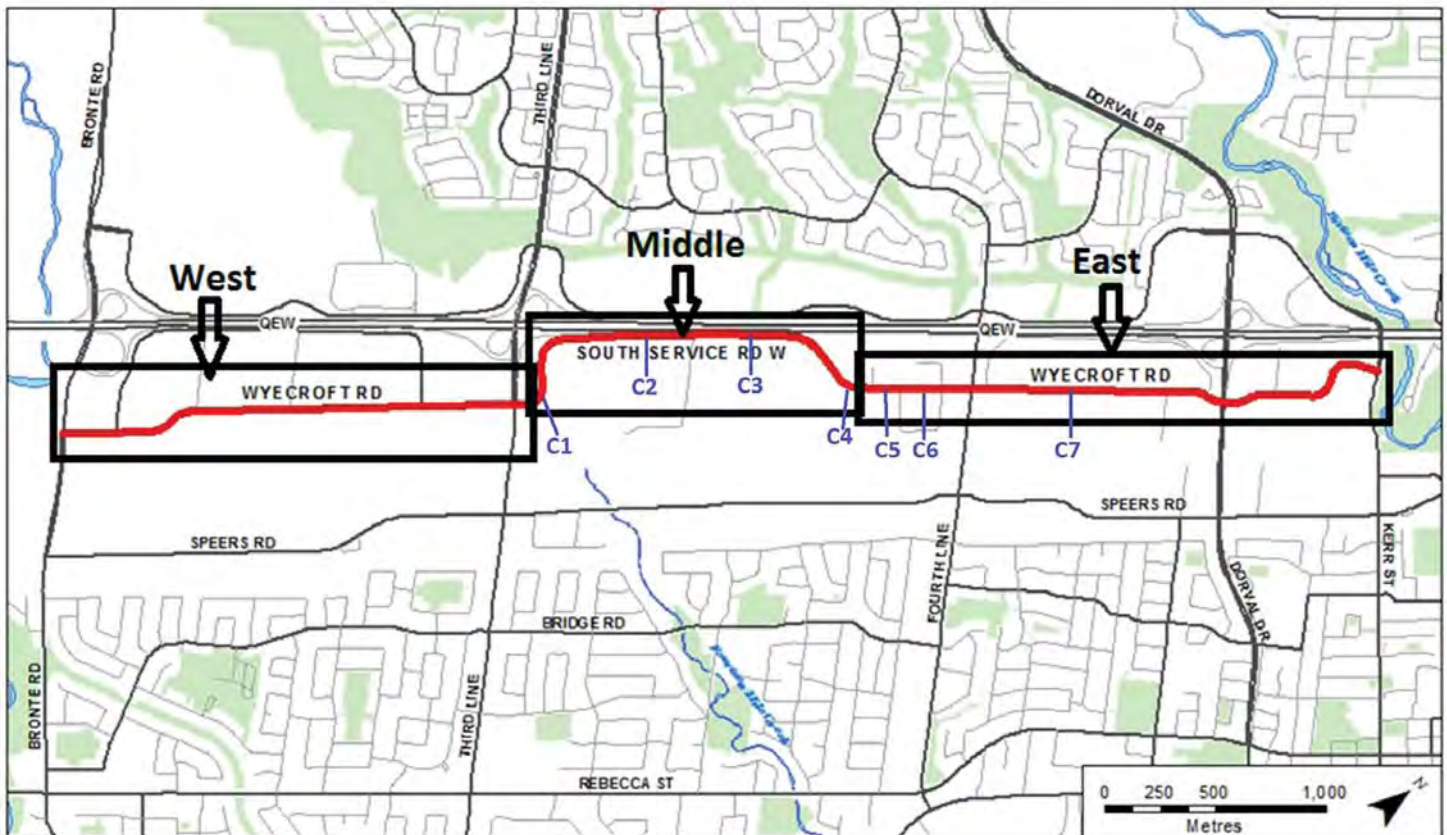 THIRD LINE
BRONTE RD
DORVAL DR
Middle
West
East
QEW
QEW
SOUTH SERVICE RD W
WYECROFT RD
WYECROFT RD
C2
C3
C1
C4
C5
C6
C7
SPEERS RD
SPEERS RD
FOURTH LINE
KERR ST
BRIDGE RD
DORVAL DR
BRONTE RD
THIRD LINE
REBECCA ST
0 250 500 1,000
Metres
N